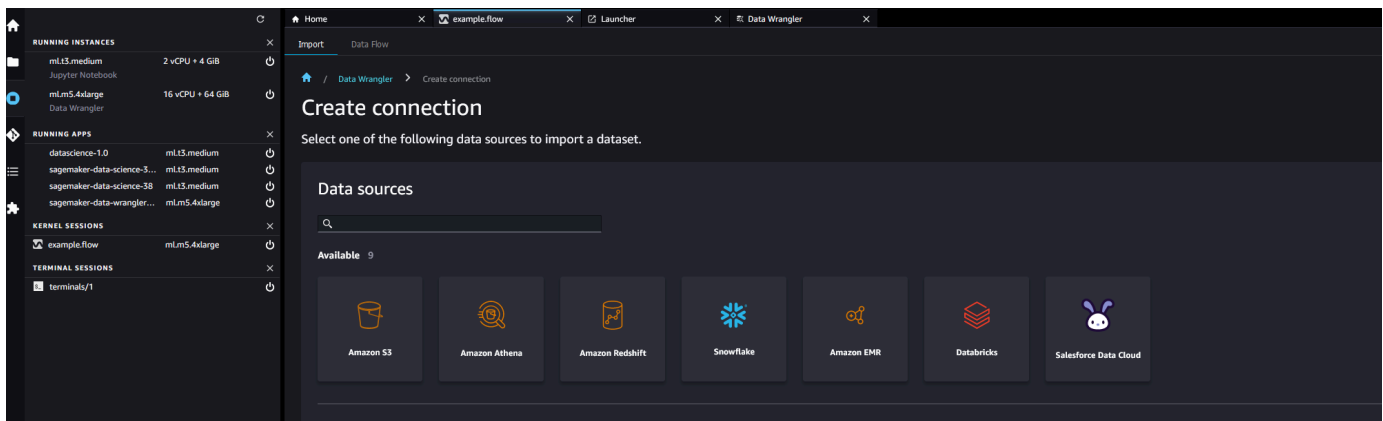 Home
example.flow
Launcher
Data Wrangler
RUNNING INSTANCES
ml.t3.medium 2 vCPU + 4 GiB
Jupyter Notebook
ml.m5.4xlarge 16 vCPU + 64 GiB
Data Wrangler
RUNNING APPS
datascience-1.0 ml.t3.medium
sagemaker-data-science-3... ml.t3.medium
sagemaker-data-science-38 ml.t3.medium
sagemaker-data-wrangler... ml.m5.4xlarge
KERNEL SESSIONS
example.flow ml.m5.4xlarge
TERMINAL SESSIONS
terminals/1
Import Data Flow
/ Data Wrangler > Create connection
Create connection
Select one of the following data sources to import a dataset.
Data sources
Available 9
Amazon S3
Amazon Athena
Amazon Redshift
Snowflake
Amazon EMR
Databricks
Salesforce Data Cloud